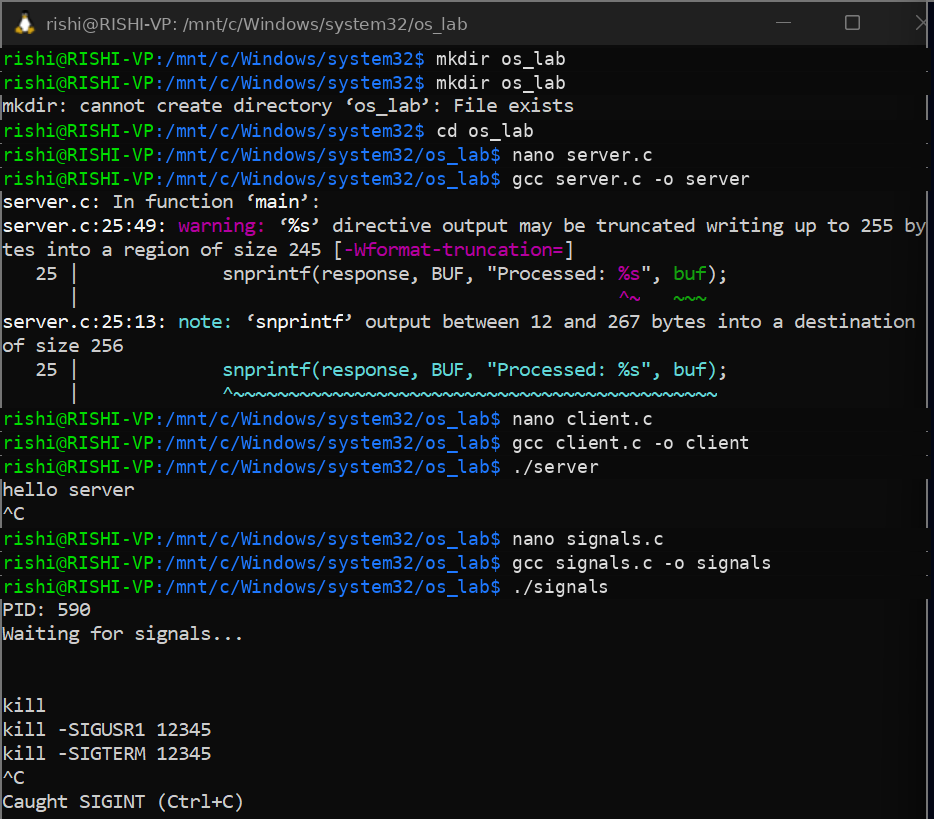 rishi@RISHI-VP: /mnt/c/Windows/system32/os_lab
rishi@RISHI-VP:/mnt/c/Windows/system32$ mkdir os_lab
rishi@RISHI-VP:/mnt/c/Windows/system32$ mkdir os_lab
mkdir: cannot create directory ‘os_lab’: File exists
rishi@RISHI-VP:/mnt/c/Windows/system32$ cd os_lab
rishi@RISHI-VP:/mnt/c/Windows/system32/os_lab$ nano server.c
rishi@RISHI-VP:/mnt/c/Windows/system32/os_lab$ gcc server.c -o server
server.c: In function ‘main’:
server.c:25:49: warning: ‘%s’ directive output may be truncated writing up to 255 by
tes into a region of size 245 [-Wformat-truncation=]
   25 |             snprintf(response, BUF, "Processed: %s", buf);
      |                                                 ^~   ~~~
server.c:25:13: note: ‘snprintf’ output between 12 and 267 bytes into a destination
of size 256
   25 |             snprintf(response, BUF, "Processed: %s", buf);
      |             ^~~~~~~~~~~~~~~~~~~~~~~~~~~~~~~~~~~~~~~~~~~~~
rishi@RISHI-VP:/mnt/c/Windows/system32/os_lab$ nano client.c
rishi@RISHI-VP:/mnt/c/Windows/system32/os_lab$ gcc client.c -o client
rishi@RISHI-VP:/mnt/c/Windows/system32/os_lab$ ./server
hello server
^C
rishi@RISHI-VP:/mnt/c/Windows/system32/os_lab$ nano signals.c
rishi@RISHI-VP:/mnt/c/Windows/system32/os_lab$ gcc signals.c -o signals
rishi@RISHI-VP:/mnt/c/Windows/system32/os_lab$ ./signals
PID: 590
Waiting for signals...
kill
kill -SIGUSR1 12345
kill -SIGTERM 12345
^C
Caught SIGINT (Ctrl+C)